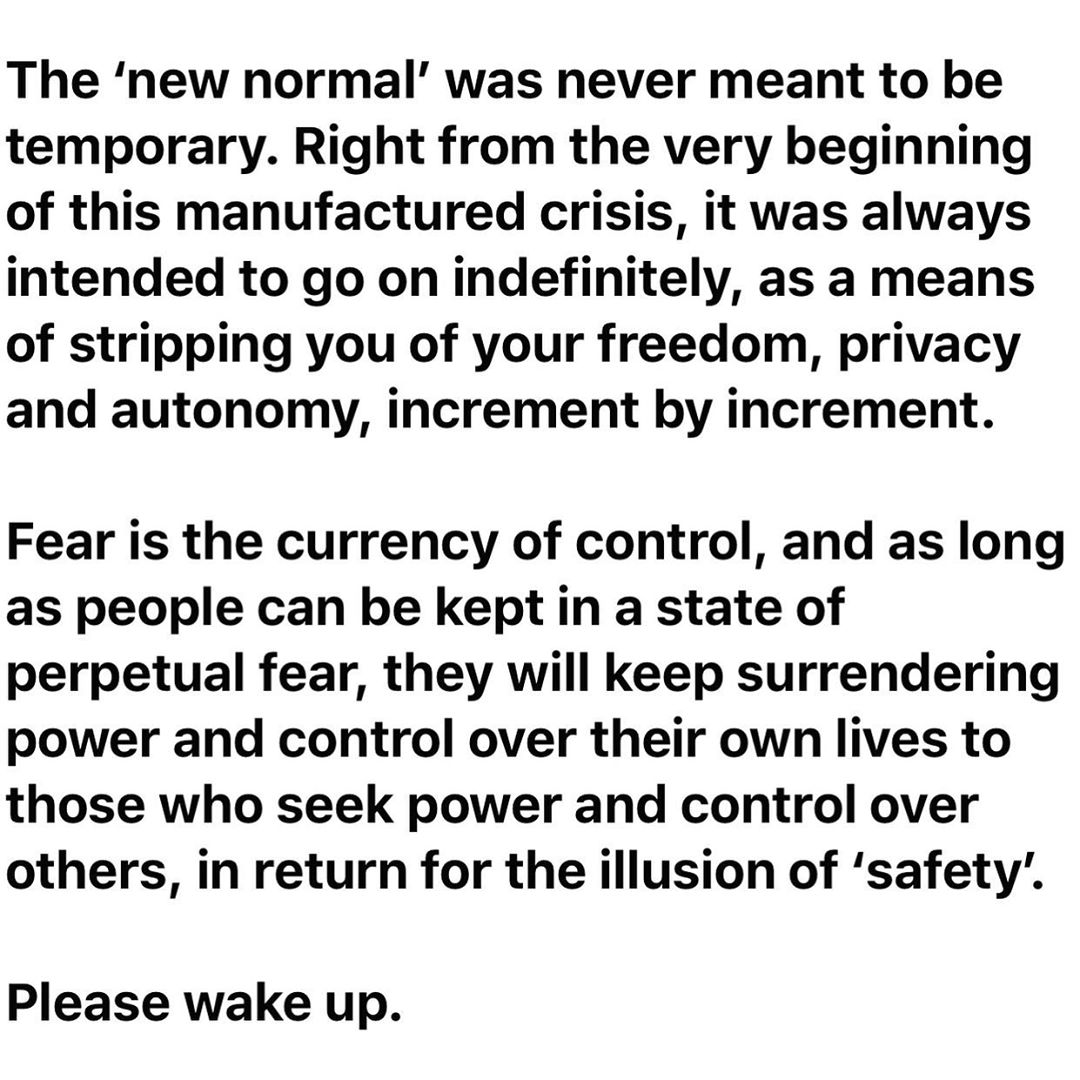 The ‘new normal’ was never meant to be
temporary. Right from the very beginning
of this manufactured crisis, it was always
intended to go on indefinitely, as a means
of stripping you of your freedom, privacy
and autonomy, increment by increment.
Fear is the currency of control, and as long
as people can be kept in a state of
perpetual fear, they will keep surrendering
power and control over their own lives to
those who seek power and control over
others, in return for the illusion of ‘safety’.
Please wake up.